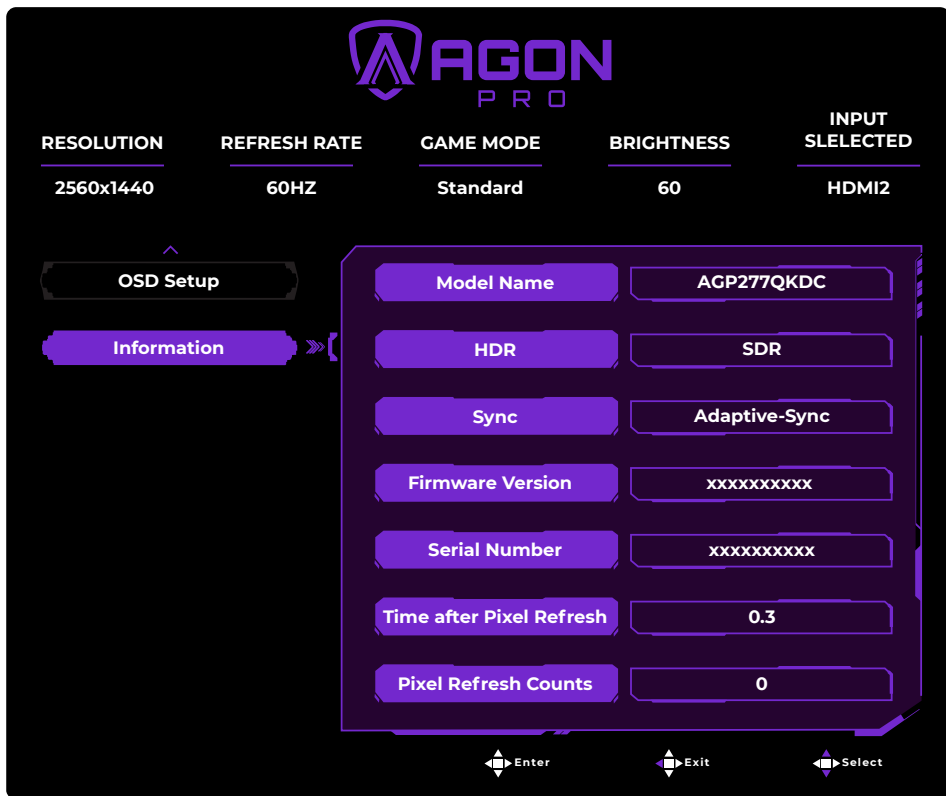 AGON
PRO
RESOLUTION REFRESH RATE GAME MODE BRIGHTNESS INPUT SLELECTED
2560x1440 60HZ Standard 60 HDMI2
OSD Setup
Information
Model Name AGP277QKDC
HDR SDR
Sync Adaptive-Sync
Firmware Version xxxxxxxxxx
Serial Number xxxxxxxxxx
Time after Pixel Refresh 0.3
Pixel Refresh Counts 0
Enter Exit Select